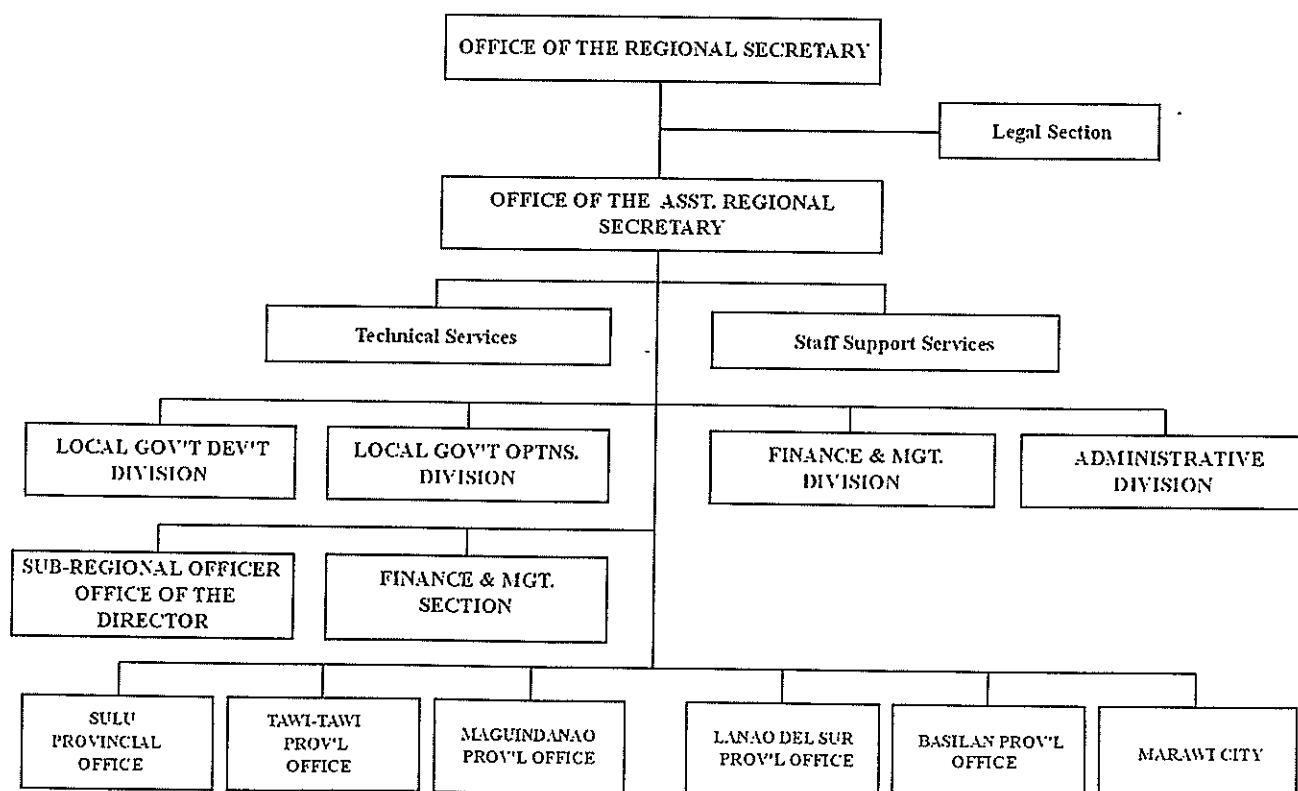 OFFICE OF THE REGIONAL SECRETARY
Legal Section
OFFICE OF THE ASST. REGIONAL
SECRETARY
Technical Services
Staff Support Services
LOCAL GOV'T DEV'T
DIVISION
LOCAL GOV'T OPTNS.
DIVISION
FINANCE & MGT.
DIVISION
ADMINISTRATIVE
DIVISION
SUB-REGIONAL OFFICER
OFFICE OF THE
DIRECTOR
FINANCE & MGT.
SECTION
SULU
PROVINCIAL
OFFICE
TAWI-TAWI
PROV'L
OFFICE
MAGUINDANAO
PROV'L OFFICE
LANAO DEL SUR
PROV'L OFFICE
BASILAN PROV'L
OFFICE
MARAWI CITY